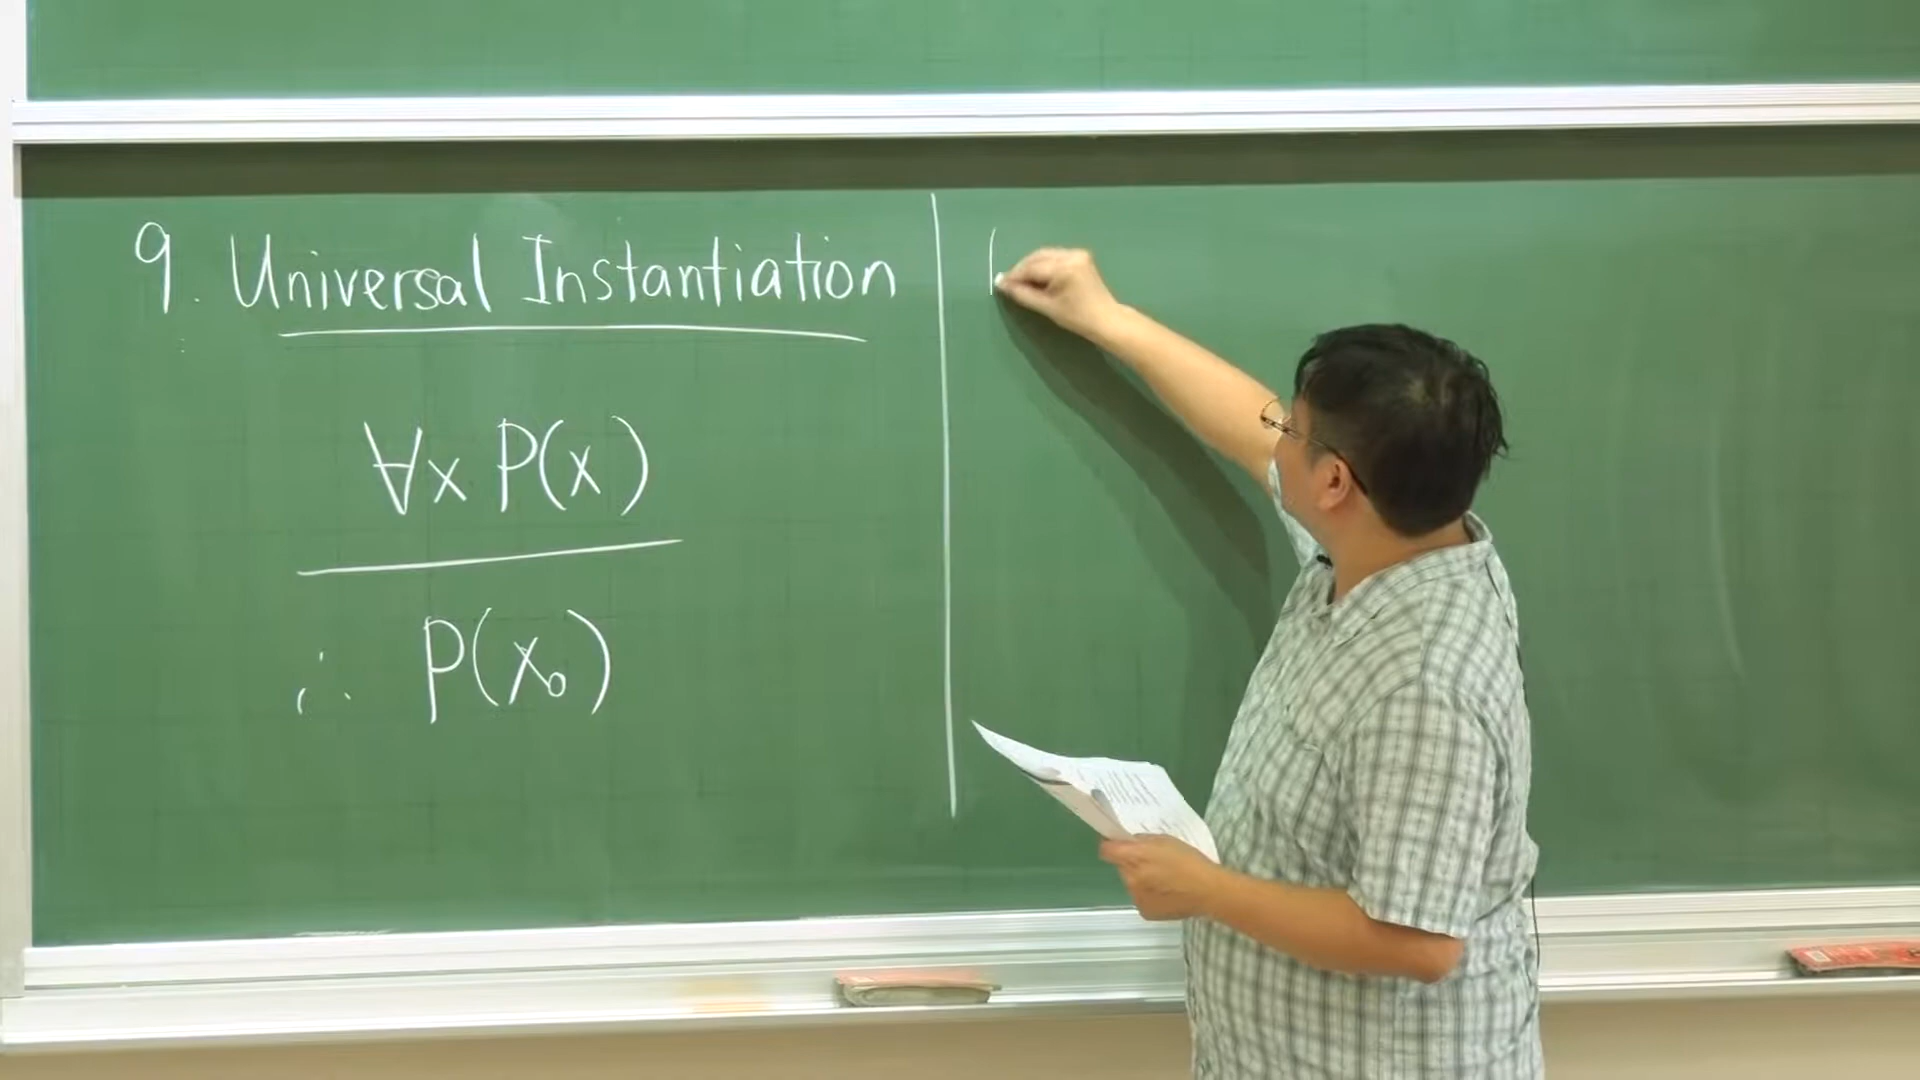 9. Universal Instantiation
∀x P(x)
∴ P(x₀)